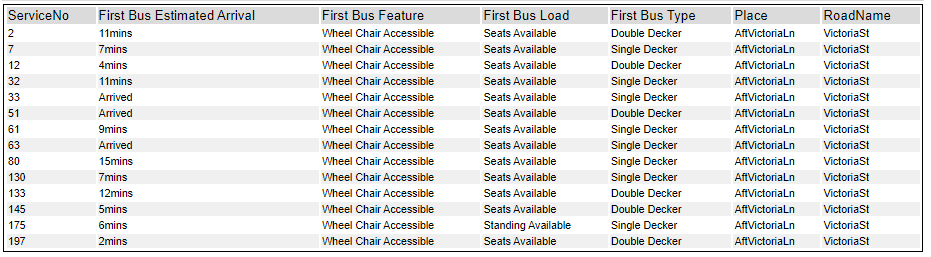 ServiceNo First Bus Estimated Arrival First Bus Feature First Bus Load First Bus Type Place RoadName
2 11mins Wheel Chair Accessible Seats Available Double Decker AftVictoriaLn VictoriaSt
7 7mins Wheel Chair Accessible Seats Available Single Decker AftVictoriaLn VictoriaSt
12 4mins Wheel Chair Accessible Seats Available Double Decker AftVictoriaLn VictoriaSt
32 11mins Wheel Chair Accessible Seats Available Single Decker AftVictoriaLn VictoriaSt
33 Arrived Wheel Chair Accessible Seats Available Single Decker AftVictoriaLn VictoriaSt
51 Arrived Wheel Chair Accessible Seats Available Double Decker AftVictoriaLn VictoriaSt
61 9mins Wheel Chair Accessible Seats Available Single Decker AftVictoriaLn VictoriaSt
63 Arrived Wheel Chair Accessible Seats Available Single Decker AftVictoriaLn VictoriaSt
80 15mins Wheel Chair Accessible Seats Available Single Decker AftVictoriaLn VictoriaSt
130 7mins Wheel Chair Accessible Seats Available Single Decker AftVictoriaLn VictoriaSt
133 12mins Wheel Chair Accessible Seats Available Double Decker AftVictoriaLn VictoriaSt
145 5mins Wheel Chair Accessible Seats Available Double Decker AftVictoriaLn VictoriaSt
175 6mins Wheel Chair Accessible Standing Available Single Decker AftVictoriaLn VictoriaSt
197 2mins Wheel Chair Accessible Seats Available Double Decker AftVictoriaLn VictoriaSt